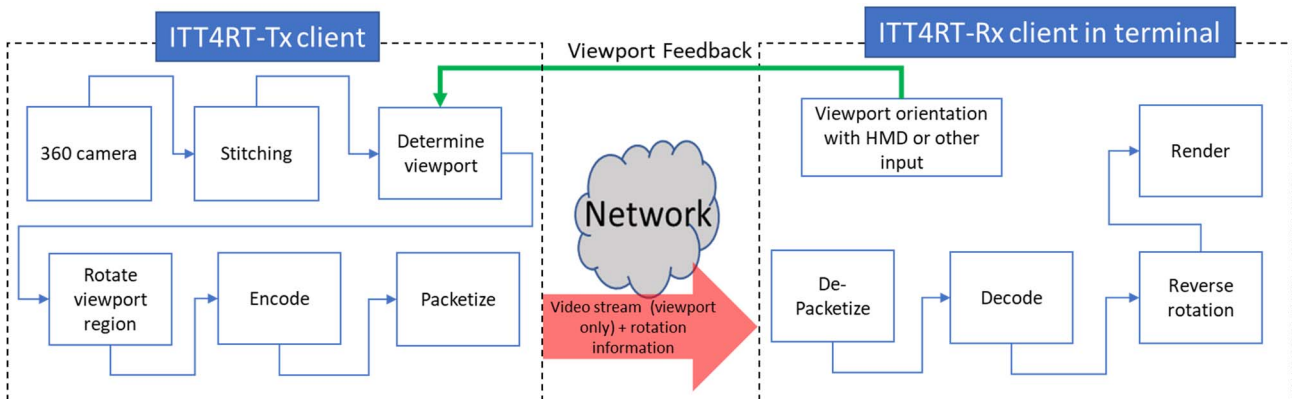 ITT4RT-Tx client
Viewport Feedback
ITT4RT-Rx client in terminal
360 camera
Stitching
Determine
viewport
Viewport orientation
with HMD or other
input
Render
Network
Rotate
viewport
region
Encode
Packetize
Video stream (viewport
only) + rotation
information
De-
Packetize
Decode
Reverse
rotation